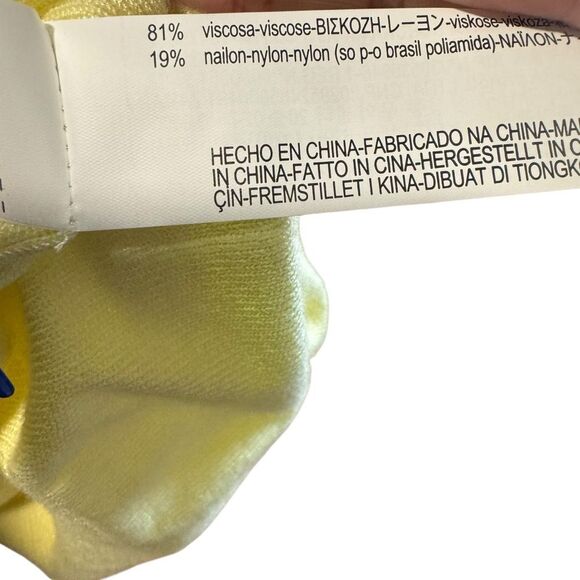 81% viscosa-viscose-ΒΙΣΚΟΖΗ-レーヨン-viskose-viskoza-
19% nailon-nylon-nylon (so p-o brasil poliamida)-ΝΑΪΛΟΝ-ナ
HECHO EN CHINA-FABRICADO NA CHINA-MA
IN CHINA-FATTO IN CINA-HERGESTELLT IN C
ÇİN-FREMSTILLET I KINA-DIBUAT DI TIONGK